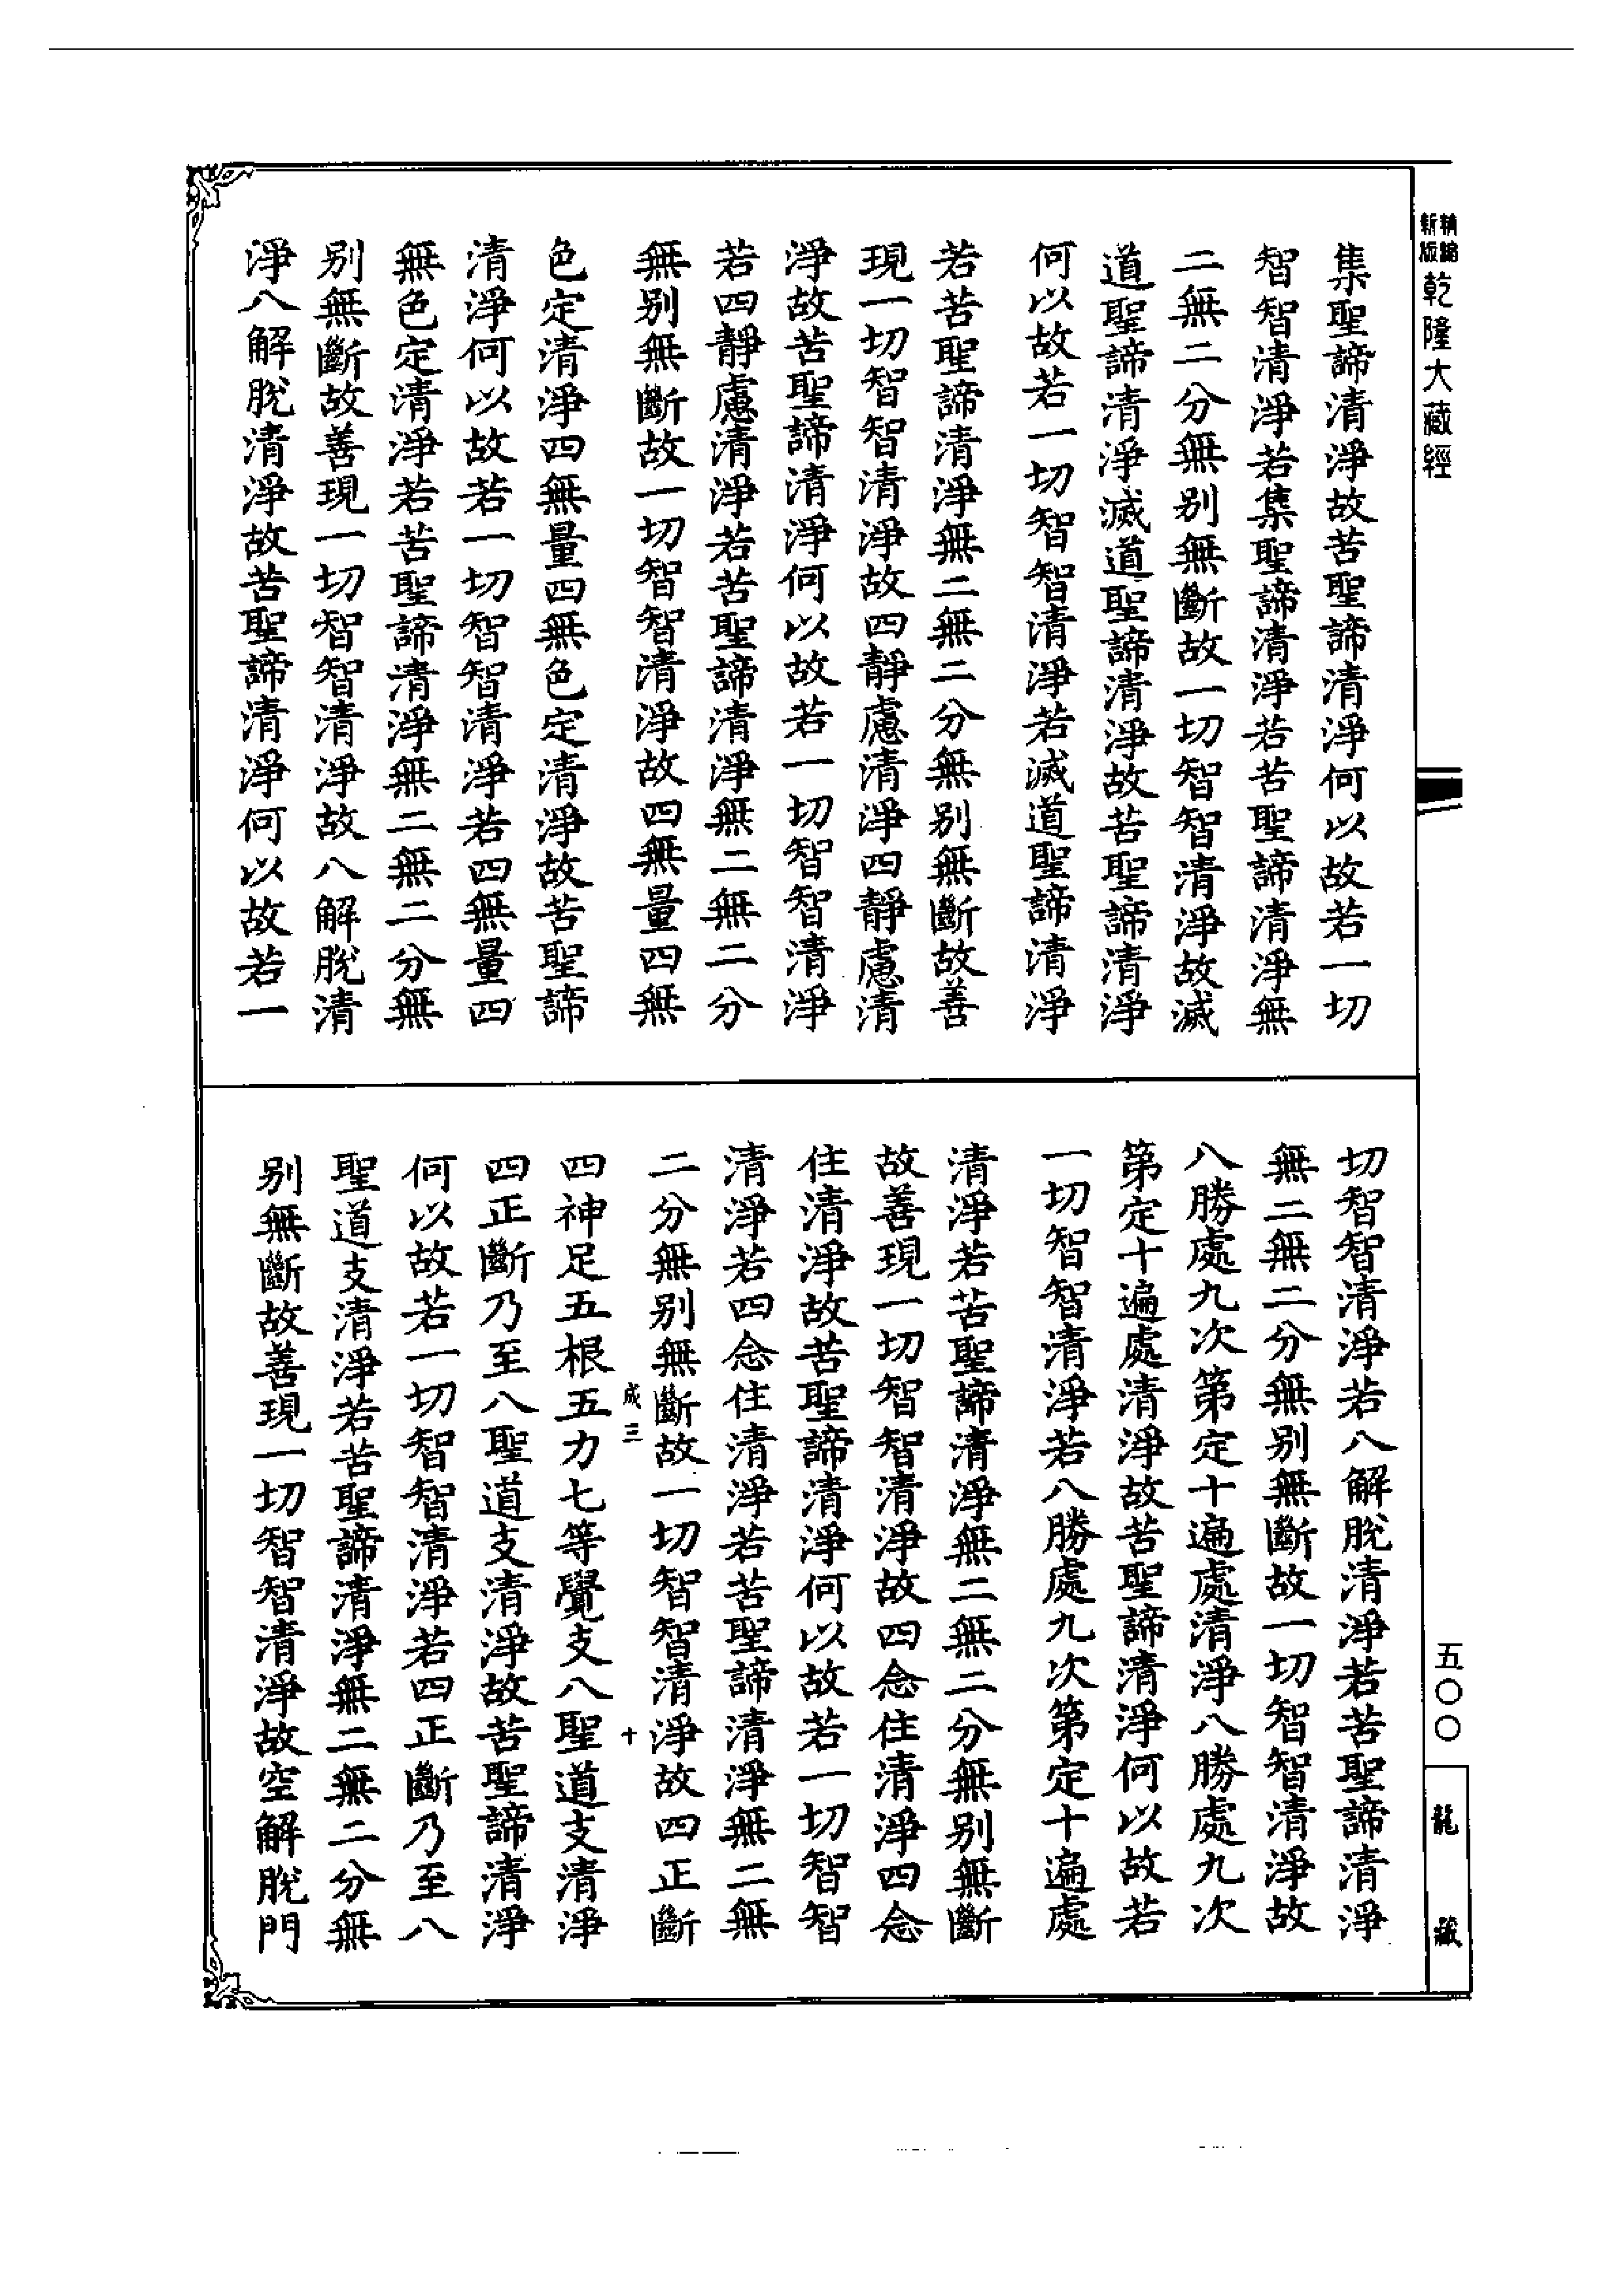 精縮新版 乾隆大藏經
集聖諦清淨故苦聖諦清淨何以故若一切
智智清淨若集聖諦清淨若苦聖諦清淨無
二無二分無別無斷故一切智智清淨故滅
道聖諦清淨滅道聖諦清淨故苦聖諦清淨
何以故若一切智智清淨若滅道聖諦清淨
若苦聖諦清淨無二無二分無別無斷故善
現一切智智清淨故四靜慮清淨四靜慮清
淨故苦聖諦清淨何以故若一切智智清淨
若四靜慮清淨若苦聖諦清淨無二無二分
無別無斷故一切智智清淨故四無量四無
色定清淨四無量四無色定清淨故苦聖諦
清淨何以故若一切智智清淨若四無量四
無色定清淨若苦聖諦清淨無二無二分無
別無斷故善現一切智智清淨故八解脫清
淨八解脫清淨故苦聖諦清淨何以故若一
切智智清淨若八解脫清淨若苦聖諦清淨
無二無二分無別無斷故一切智智清淨故
八勝處九次第定十遍處清淨八勝處九次
第定十遍處清淨故苦聖諦清淨何以故若
一切智智清淨若八勝處九次第定十遍處
清淨若苦聖諦清淨無二無二分無別無斷
故善現一切智智清淨故四念住清淨四念
住清淨故苦聖諦清淨何以故若一切智智
清淨若四念住清淨若苦聖諦清淨無二無
二分無別無斷故一切智智清淨故四正斷
成三 十
四神足五根五力七等覺支八聖道支清淨
四正斷乃至八聖道支清淨故苦聖諦清淨
何以故若一切智智清淨若四正斷乃至八
聖道支清淨若苦聖諦清淨無二無二分無
別無斷故善現一切智智清淨故空解脫門
五〇〇
龍藏